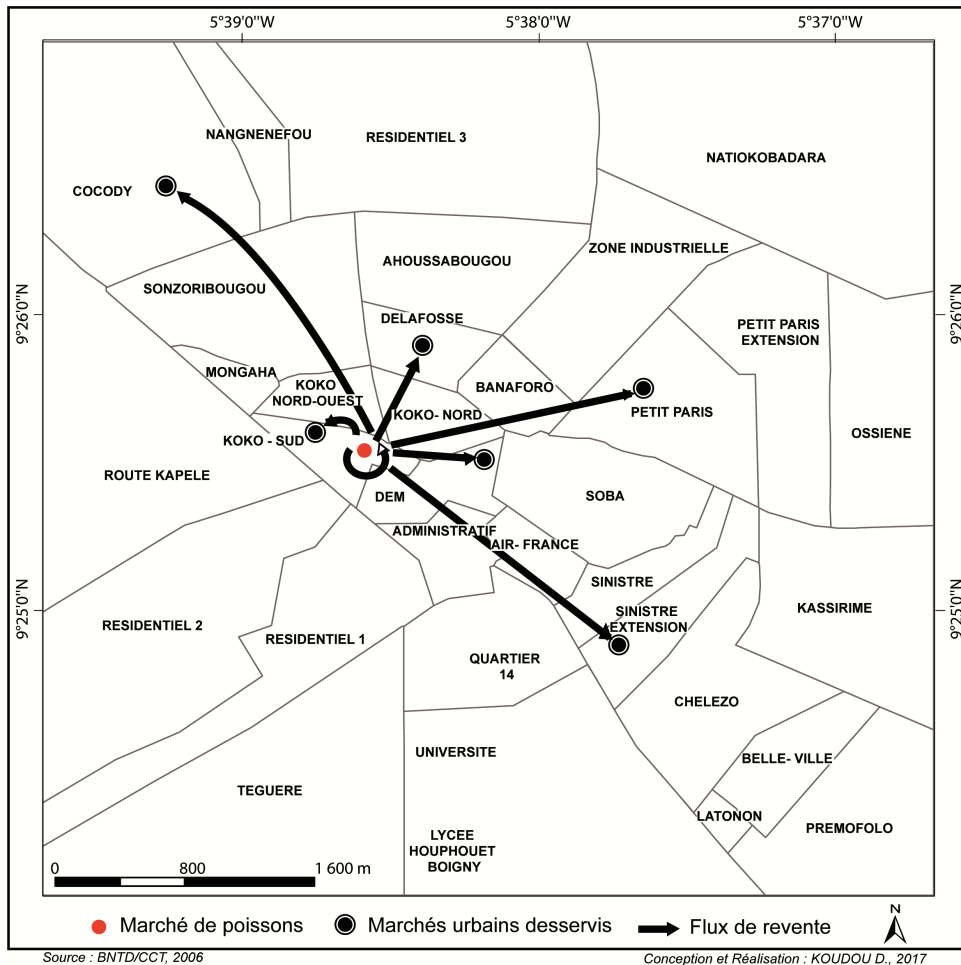 5°39'0"W
5°38'0"W
5°37'0"W
NANGNENEFOU
RESIDENTIEL 3
NATIOKOBADARA
COCODY
ZONE INDUSTRIELLE
AHOUSSABOUGOU
SONZORIBOUGOU
9°26'0"N
9°26'0"N
DELAFOSSE
PETIT PARIS
EXTENSION
MONGAHA
KOKO
NORD-OUEST
BANAFORO
KOKO- NORD
PETIT PARIS
OSSIENE
KOKO - SUD
ROUTE KAPELE
DEM
SOBA
ADMINISTRATIF
AIR- FRANCE
SINISTRE
SINISTRE
EXTENSION
KASSIRIME
9°25'0"N
9°25'0"N
RESIDENTIEL 2
RESIDENTIEL 1
QUARTIER
14
CHELEZO
UNIVERSITE
BELLE- VILLE
TEGUERE
LATONON
PREMOFOLO
LYCEE
HOUPHOUET
BOIGNY
0 800 1 600 m
Marché de poissons
Marchés urbains desservis
Flux de revente
N
Source : BNTD/CCT, 2006
Conception et Réalisation : KOUDOU D., 2017